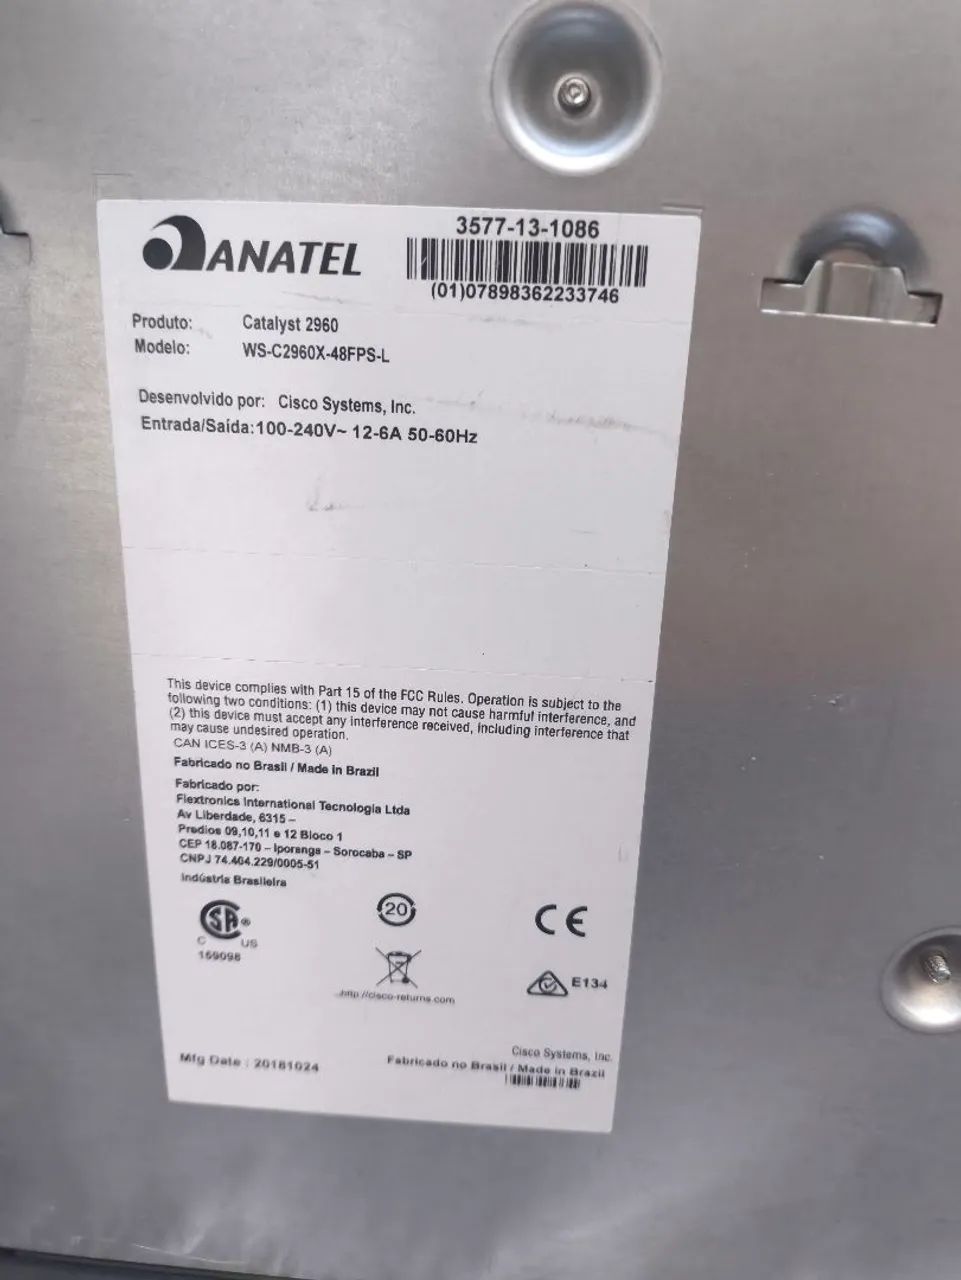 ANATEL
3577-13-1086
(01)07898362233746
Produto: Catalyst 2960
Modelo: WS-C2960X-48FPS-L
Desenvolvido por: Cisco Systems, Inc.
Entrada/Saída:100-240V~ 12-6A 50-60Hz
This device complies with Part 15 of the FCC Rules. Operation is subject to the
following two conditions: (1) this device may not cause harmful interference, and
(2) this device must accept any interference received, including interference that
may cause undesired operation.
CAN ICES-3 (A) NMB-3 (A)
Fabricado no Brasil / Made in Brazil
Fabricado por:
Flextronics International Tecnologia Ltda
Av Liberdade, 6315 –
Predios 09,10,11 e 12 Bloco 1
CEP 18.087-170 – Iporanga – Sorocaba – SP
CNPJ 74.404.229/0005-51
Indústria Brasileira
SA ®
C US
159098
20
http://cisco-returns.com
CE
E134
Mfg Date : 20181024
Cisco Systems, Inc.
Fabricado no Brasil / Made in Brazil